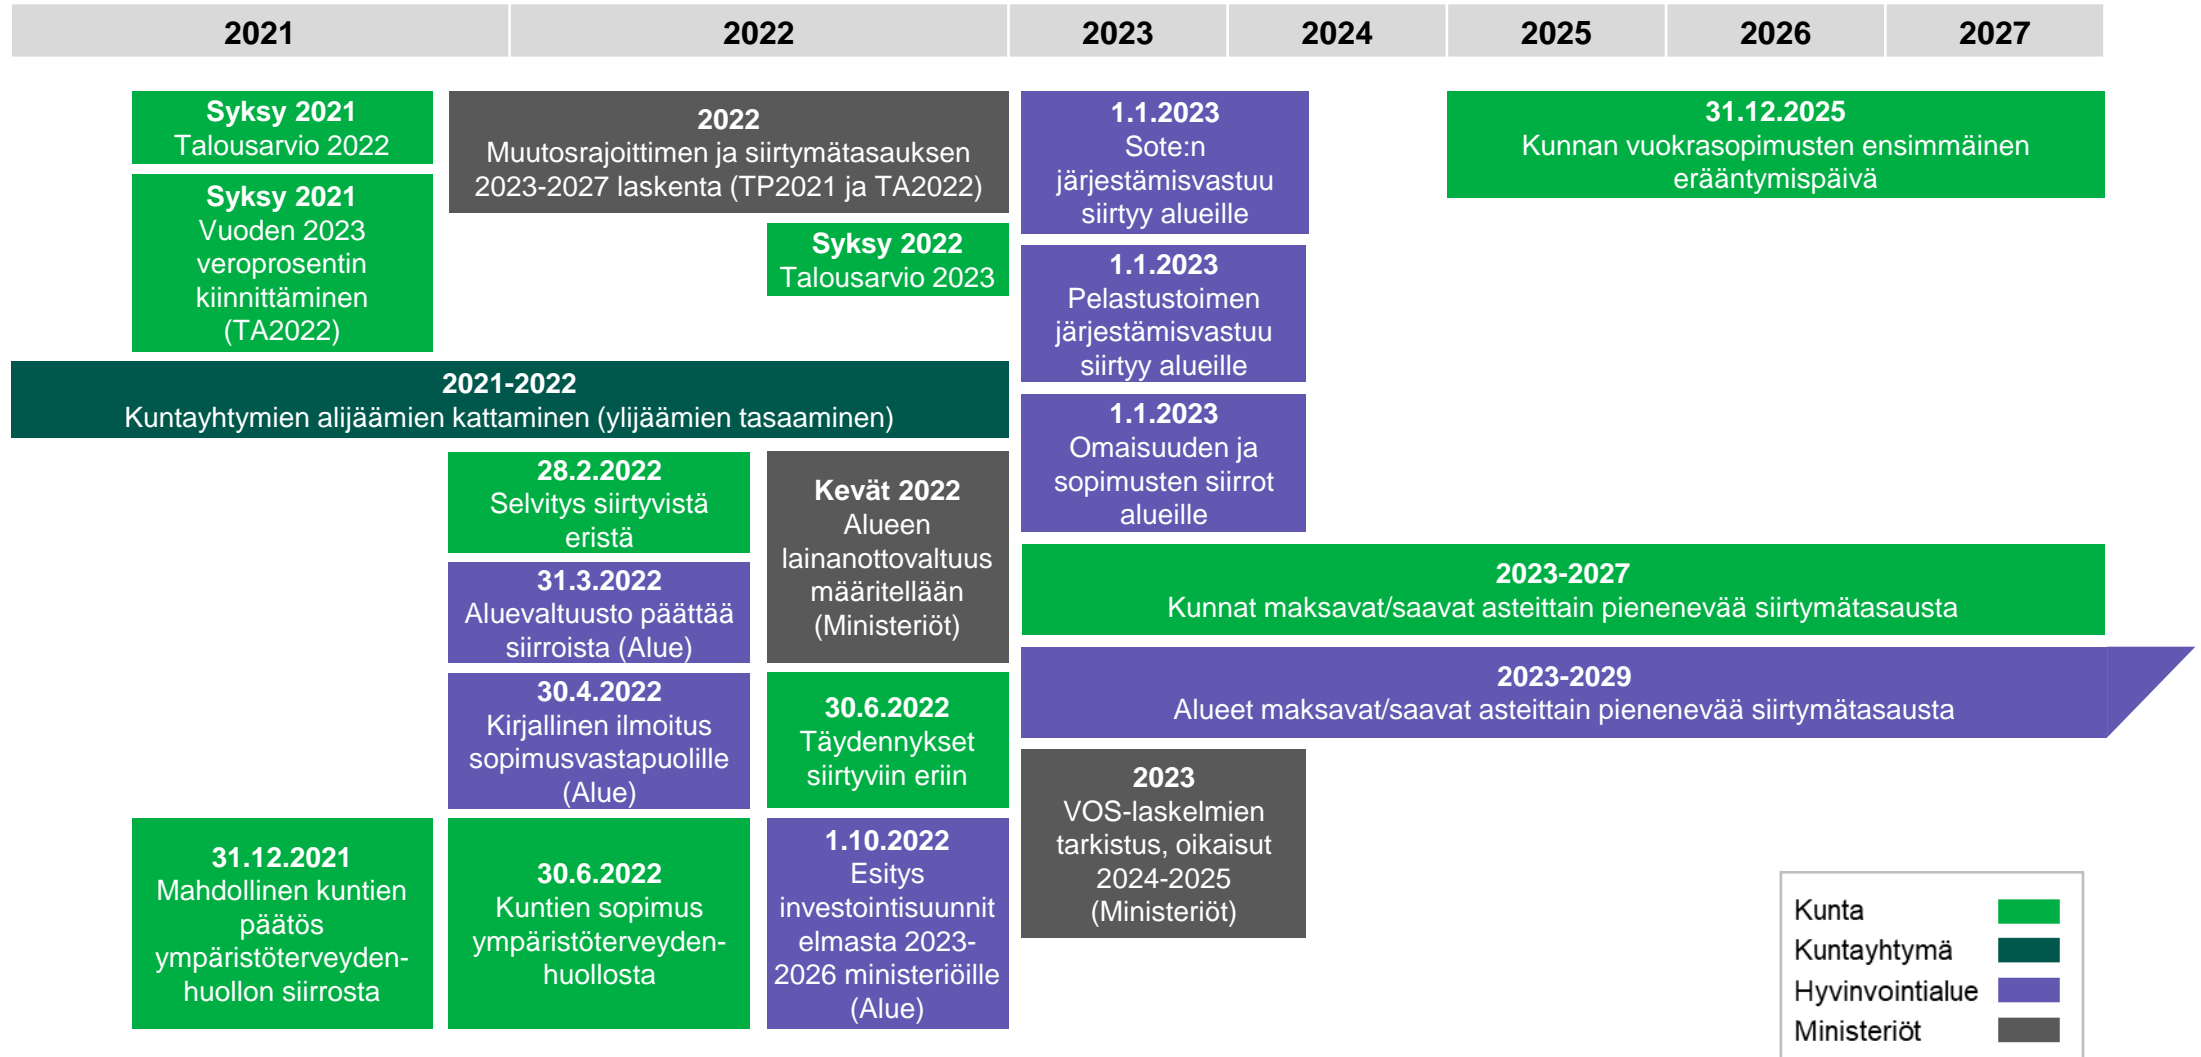 2021
2022
2023
2024
2025
2026
2027
Syksy 2021
Talousarvio 2022
Syksy 2021
Vuoden 2023
veroprosentin
kiinnittäminen
(TA2022)
2022
Muutosrajoittimen ja siirtymätasauksen
2023-2027 laskenta (TP2021 ja TA2022)
Syksy 2022
Talousarvio 2023
1.1.2023
Sote:n
järjestämisvastuu
siirtyy alueille
1.1.2023
Pelastustoimen
järjestämisvastuu
siirtyy alueille
1.1.2023
Omaisuuden ja
sopimusten siirrot
alueille
31.12.2025
Kunnan vuokrasopimusten ensimmäinen
erääntymispäivä
2021-2022
Kuntayhtymien alijäämien kattaminen (ylijäämien tasaaminen)
28.2.2022
Selvitys siirtyvistä
eristä
31.3.2022
Aluevaltuusto päättää
siirroista (Alue)
30.4.2022
Kirjallinen ilmoitus
sopimusvastapuolille
(Alue)
Kevät 2022
Alueen
lainanottovaltuus
määritellään
(Ministeriöt)
30.6.2022
Täydennykset
siirtyviin eriin
2023-2027
Kunnat maksavat/saavat asteittain pienenevää siirtymätasausta
2023-2029
Alueet maksavat/saavat asteittain pienenevää siirtymätasausta
2023
VOS-laskelmien
tarkistus, oikaisut
2024-2025
(Ministeriöt)
31.12.2021
Mahdollinen kuntien
päätös
ympäristöterveyden-
huollon siirrosta
30.6.2022
Kuntien sopimus
ympäristöterveyden-
huollosta
1.10.2022
Esitys
investointisuunnit
elmasta 2023-
2026 ministeriöille
(Alue)
Kunta
Kuntayhtymä
Hyvinvointialue
Ministeriöt